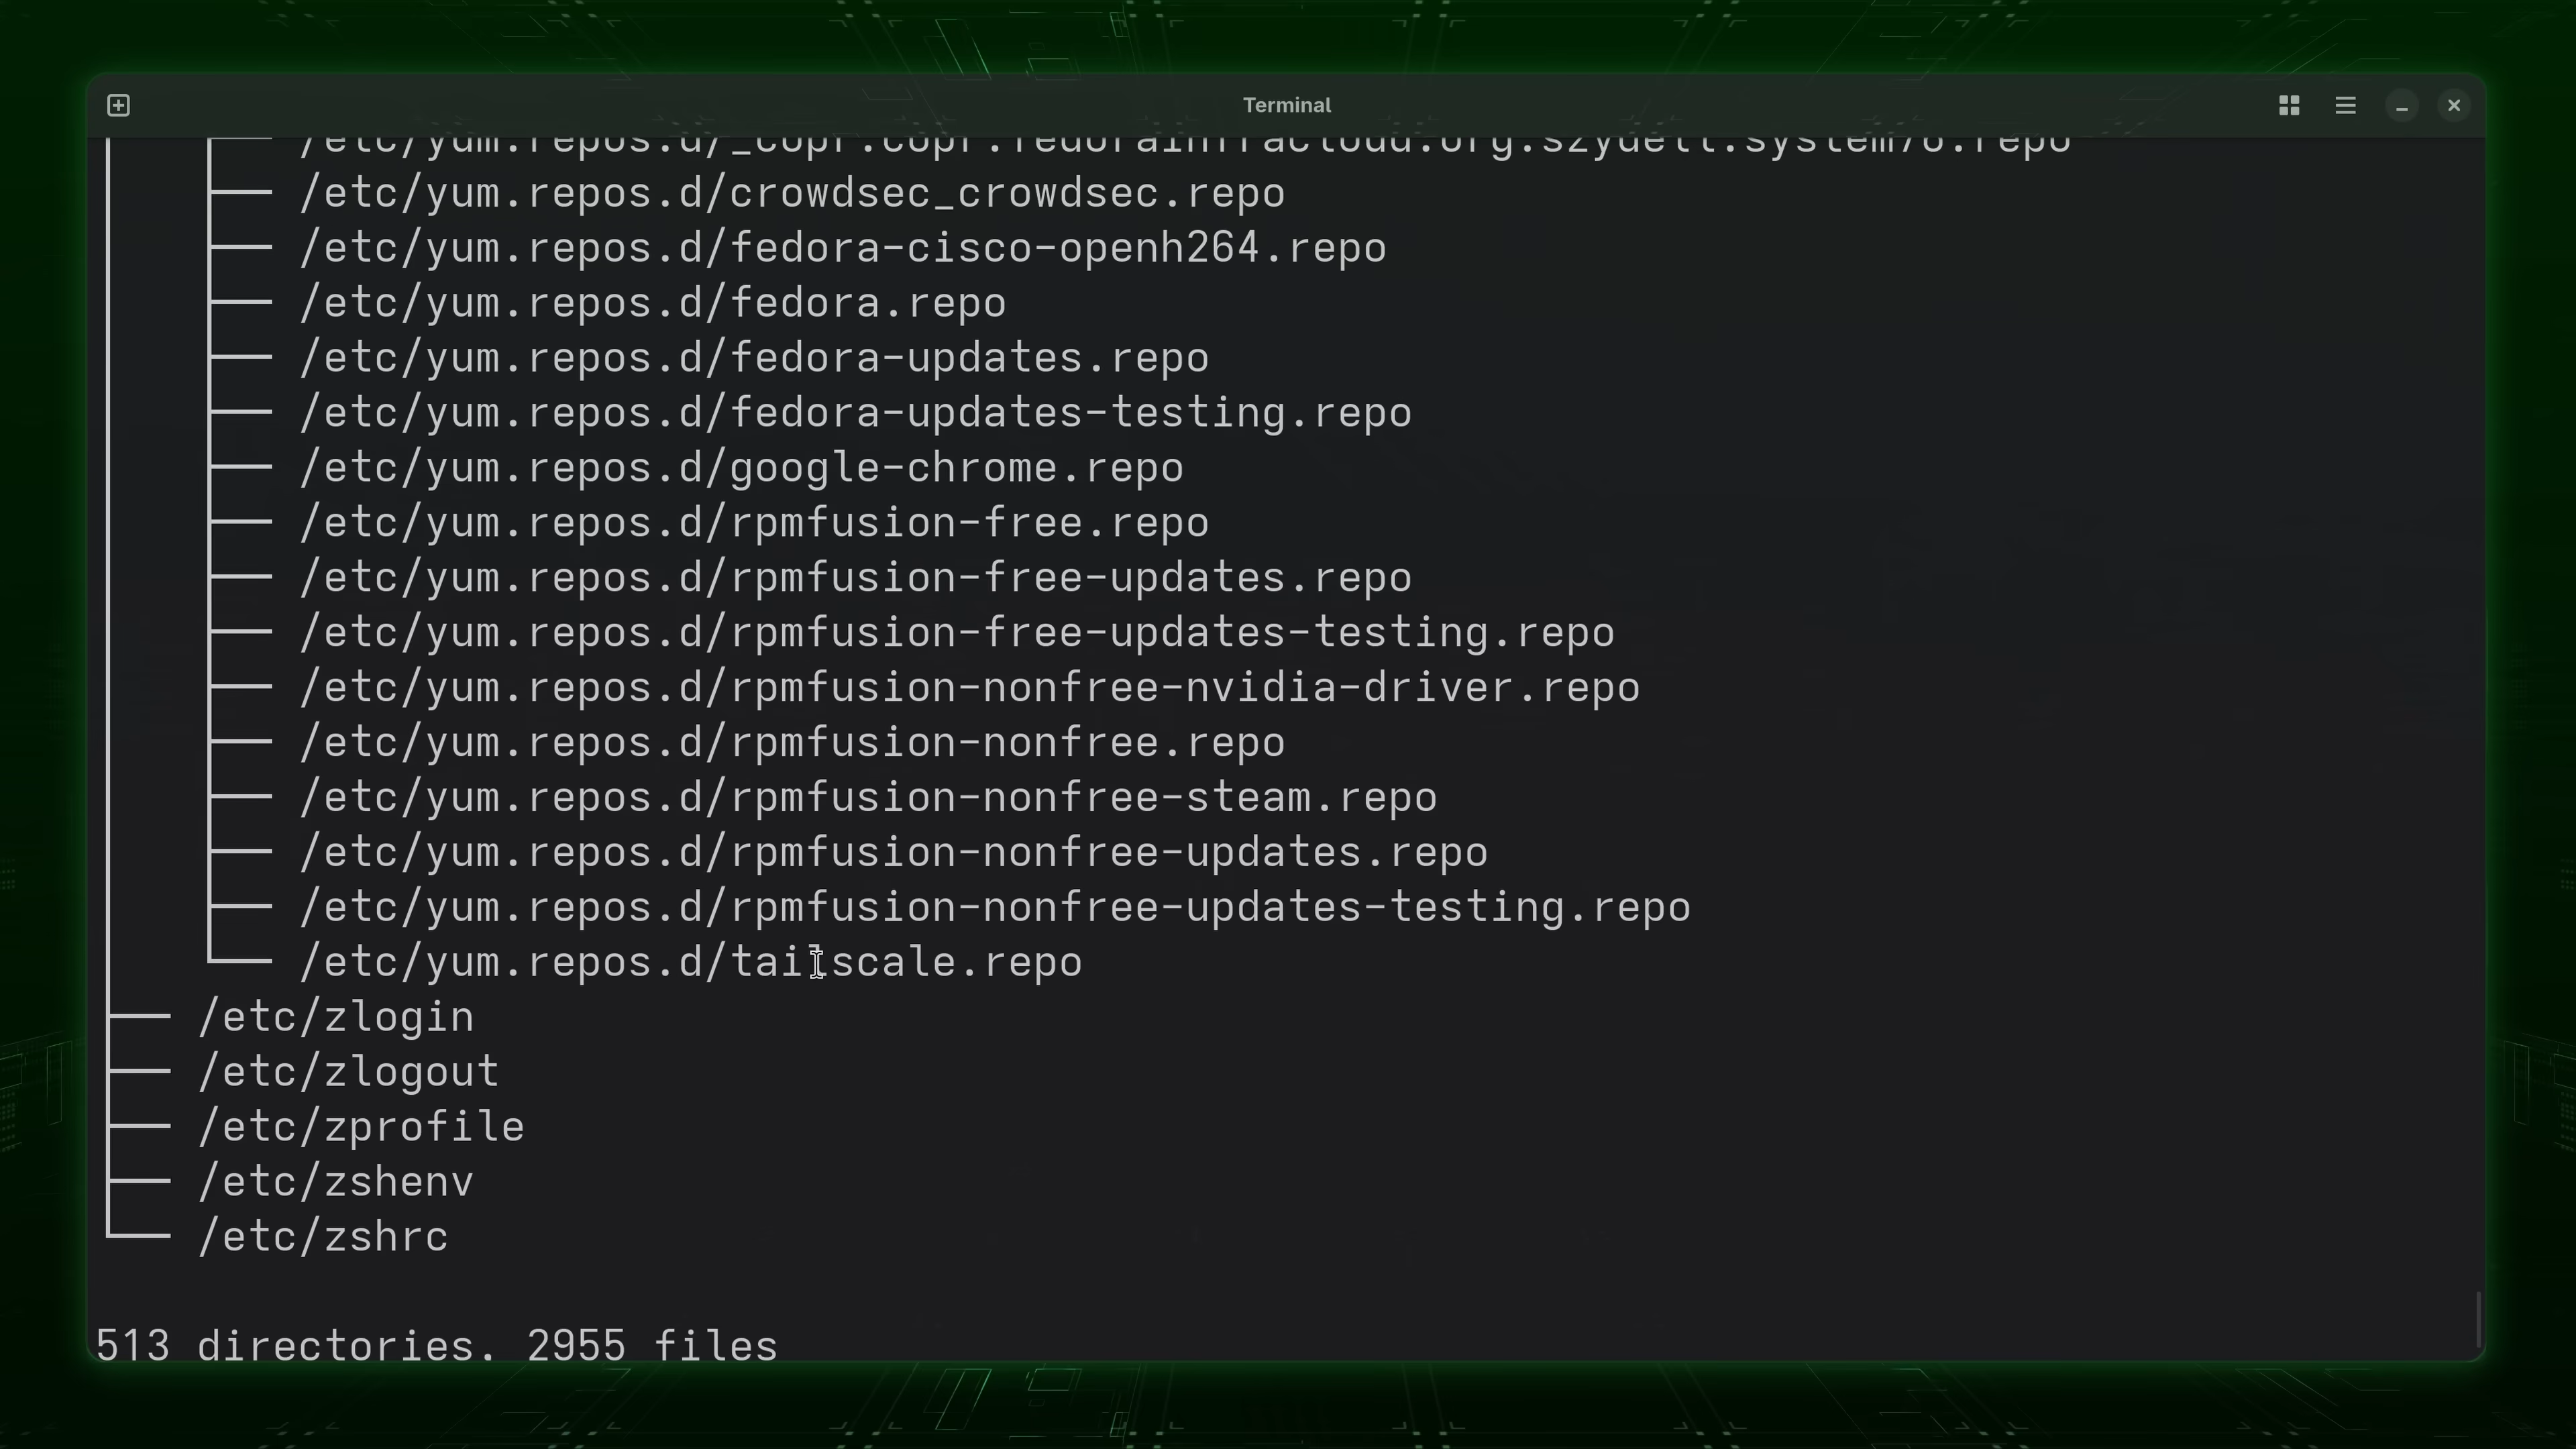 Terminal
/etc/yum.repos.d/_copr:copr.fedorainfracloud.org:szydell:system76.repo
/etc/yum.repos.d/crowdsec_crowdsec.repo
/etc/yum.repos.d/fedora-cisco-openh264.repo
/etc/yum.repos.d/fedora.repo
/etc/yum.repos.d/fedora-updates.repo
/etc/yum.repos.d/fedora-updates-testing.repo
/etc/yum.repos.d/google-chrome.repo
/etc/yum.repos.d/rpmfusion-free.repo
/etc/yum.repos.d/rpmfusion-free-updates.repo
/etc/yum.repos.d/rpmfusion-free-updates-testing.repo
/etc/yum.repos.d/rpmfusion-nonfree-nvidia-driver.repo
/etc/yum.repos.d/rpmfusion-nonfree.repo
/etc/yum.repos.d/rpmfusion-nonfree-steam.repo
/etc/yum.repos.d/rpmfusion-nonfree-updates.repo
/etc/yum.repos.d/rpmfusion-nonfree-updates-testing.repo
/etc/yum.repos.d/tailscale.repo
/etc/zlogin
/etc/zlogout
/etc/zprofile
/etc/zshenv
/etc/zshrc
513 directories, 2955 files